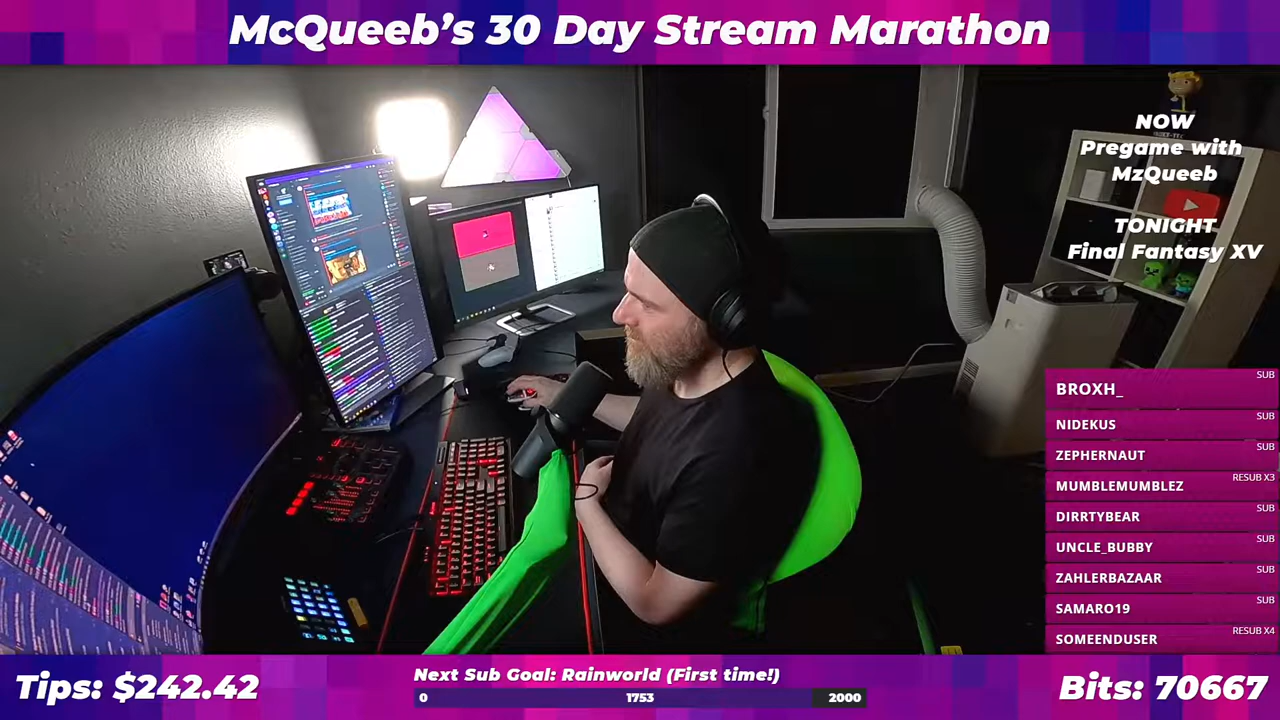 McQueeb's 30 Day Stream Marathon
NOW
Pregame with
MzQueeb
TONIGHT
Final Fantasy XV
BROXH_ SUB
NIDEKUS SUB
ZEPHERNAUT SUB
MUMBLEMUMBLEZ RESUB X3
DIRRTYBEAR SUB
UNCLE_BUBBY SUB
ZAHLERBAZAAR SUB
SAMARO19 SUB
SOMEENDUSER RESUB X4
Tips: $242.42
Next Sub Goal: Rainworld (First time!)
0 1753 2000
Bits: 70667